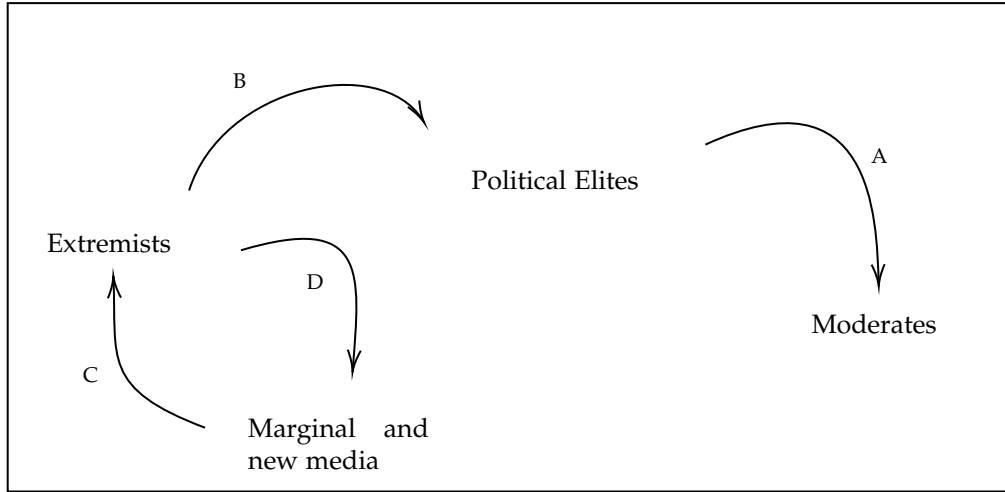 B
A
Political Elites
Extremists
D
Moderates
C
Marginal and
new media